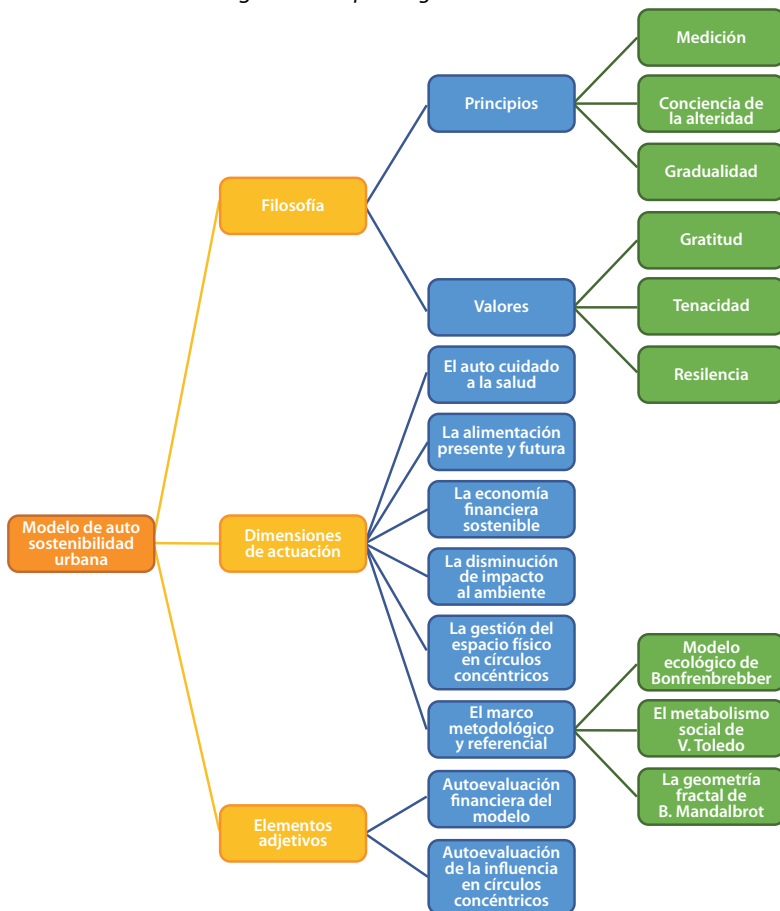 Medición
Principios
Conciencia de
la alteridad
Gradualidad
Filosofía
Gratitud
Valores
Tenacidad
Resilencia
El auto cuidado
a la salud
La alimentación
presente y futura
La economía
financiera
sostenible
Modelo de auto
sostenibilidad
urbana
Dimensiones
de actuación
La disminución
de impacto
al ambiente
La gestión del
espacio físico
en círculos
concéntricos
El marco
metodológico
y referencial
Modelo
ecológico de
Bonfrenbrebber
El metabolismo
social de
V. Toledo
La geometría
fractal de
B. Mandalbrot
Elementos
adjetivos
Autoevaluación
financiera del
modelo
Autoevaluación
de la influencia
en círculos
concéntricos